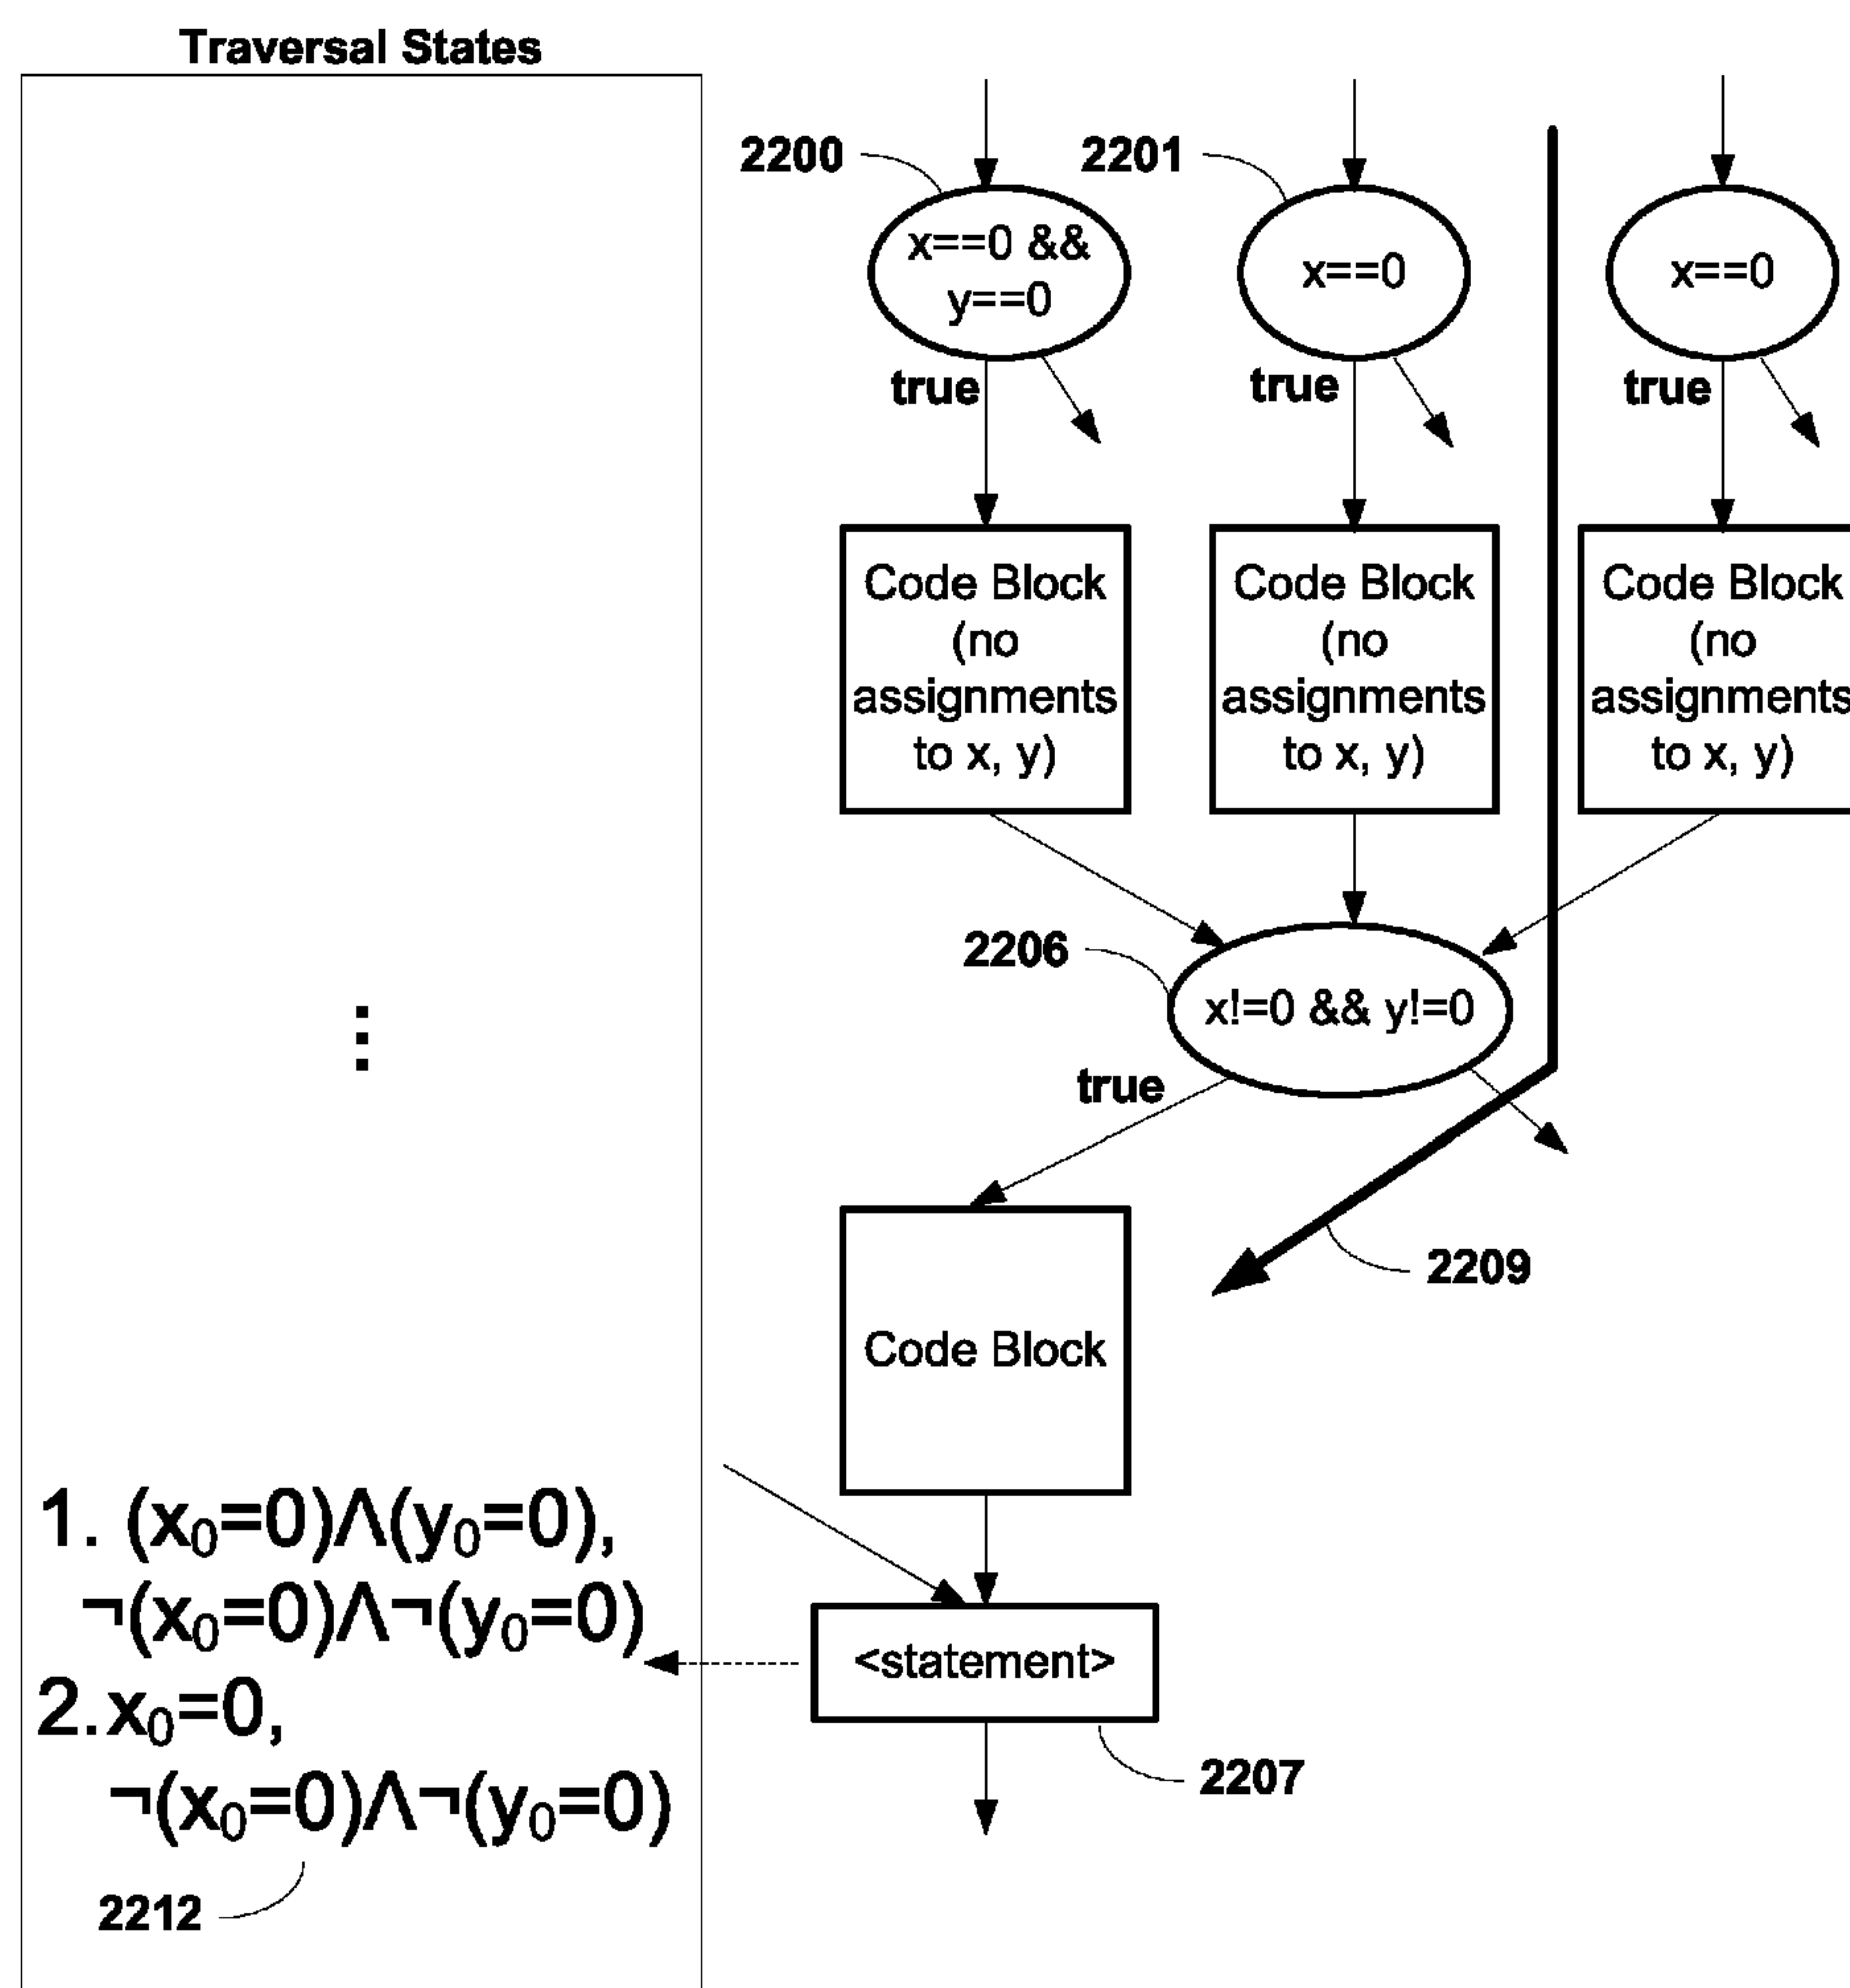 Traversal States
2200
2201
x==0 &&
y==0
x==0
x==0
true
true
true
Code Block
(no
assignments
to x, y)
Code Block
(no
assignments
to x, y)
Code Block
(no
assignments
to x, y)
2206
x!=0 && y!=0
⋮
true
2209
Code Block
1. (x₀=0)Λ(y₀=0),
¬(x₀=0)Λ¬(y₀=0)
<statement>
2.x₀=0,
¬(x₀=0)Λ¬(y₀=0)
2207
2212